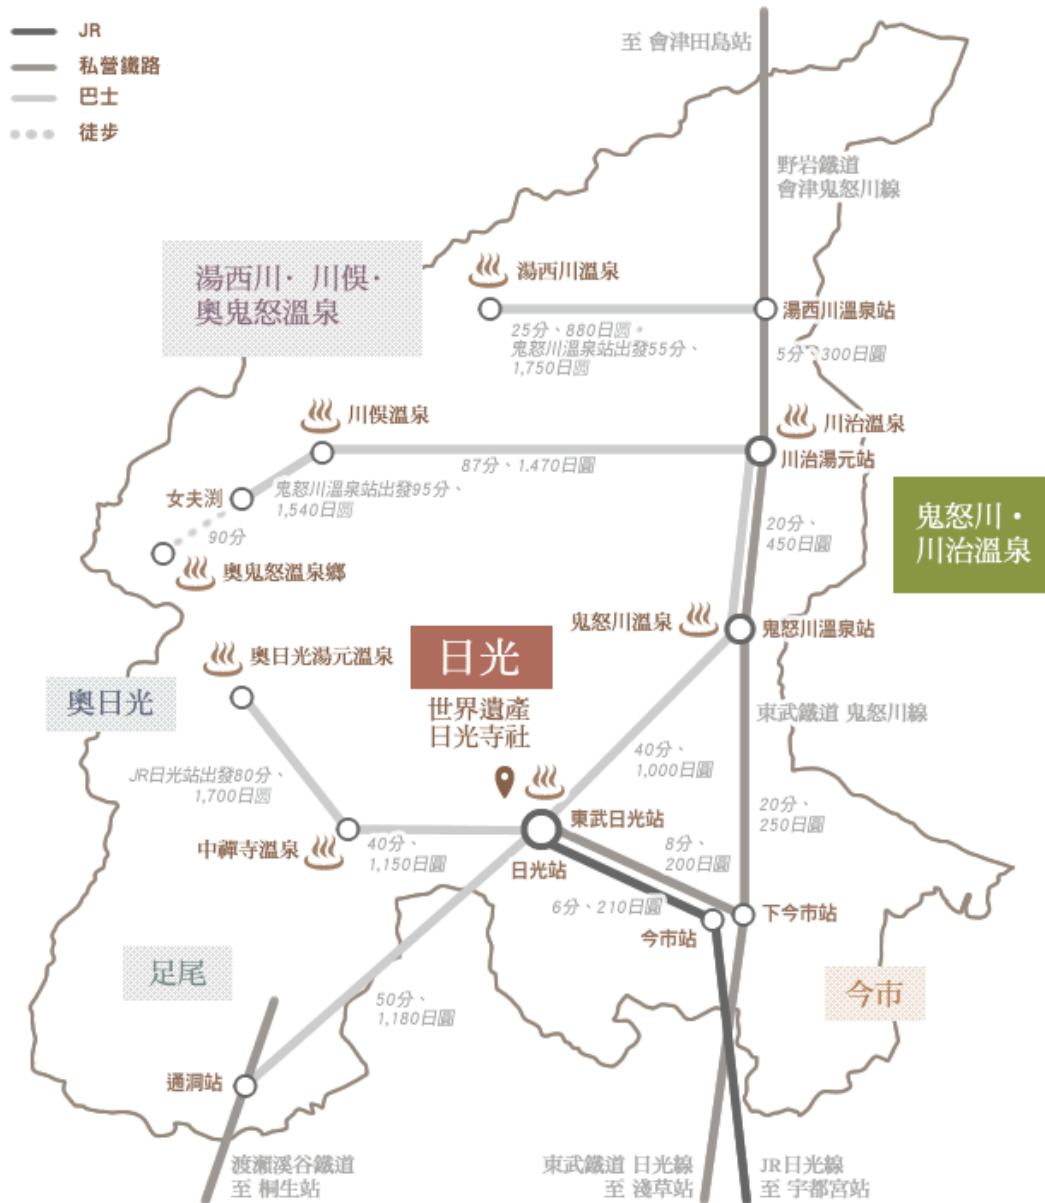 JR
私營鐵路
巴士
徒步
至 會津田島站
野岩鐵道
會津鬼怒川線
湯西川・川俣・
奧鬼怒溫泉
湯西川溫泉
湯西川溫泉站
25分、880日圓。
鬼怒川溫泉站出發55分、
1,750日圓
5分、300日圓
川俣溫泉
川治溫泉
川治湯元站
87分、1.470日圓
女夫渕
鬼怒川溫泉站出發95分、
1,540日圓
90分
奧鬼怒溫泉鄉
20分、
450日圓
鬼怒川・
川治溫泉
鬼怒川溫泉
鬼怒川溫泉站
奧日光湯元溫泉
日光
奧日光
世界遺產
日光寺社
東武鐵道 鬼怒川線
JR日光站出發80分、
1,700日圓
40分、
1,000日圓
20分、
250日圓
東武日光站
中禪寺溫泉
40分、
1,150日圓
8分、
200日圓
日光站
6分、210日圓
下今市站
今市站
足尾
今市
50分、
1,180日圓
通洞站
渡瀨溪谷鐵道
至 桐生站
東武鐵道 日光線
至 淺草站
JR日光線
至 宇都宮站